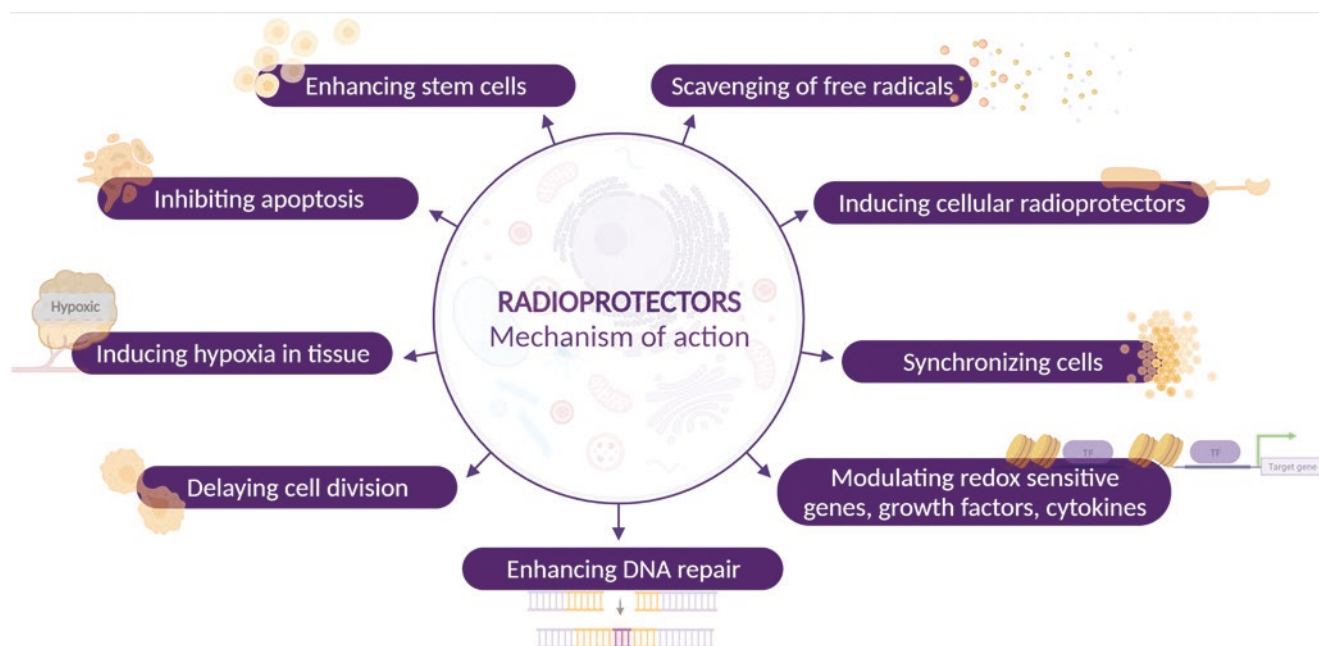 Enhancing stem cells
Scavenging of free radicals
Inhibiting apoptosis
Inducing cellular radioprotectors
Hypoxic
Inducing hypoxia in tissue
RADIOPROTECTORS
Mechanism of action
Synchronizing cells
Delaying cell division
TF
TF
Target gene
Modulating redox sensitive
genes, growth factors, cytokines
Enhancing DNA repair